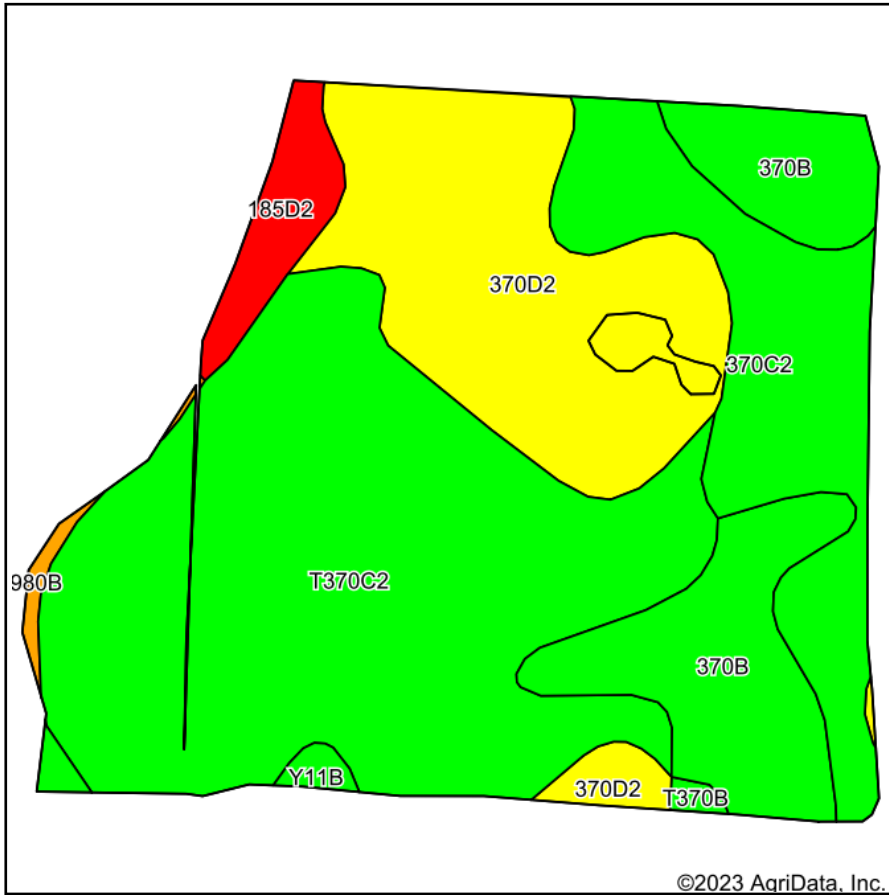 370B
185D2
370D2
370C2
980B
T370C2
370B
Y11B
370D2
T370B
©2023 AgriData, Inc.